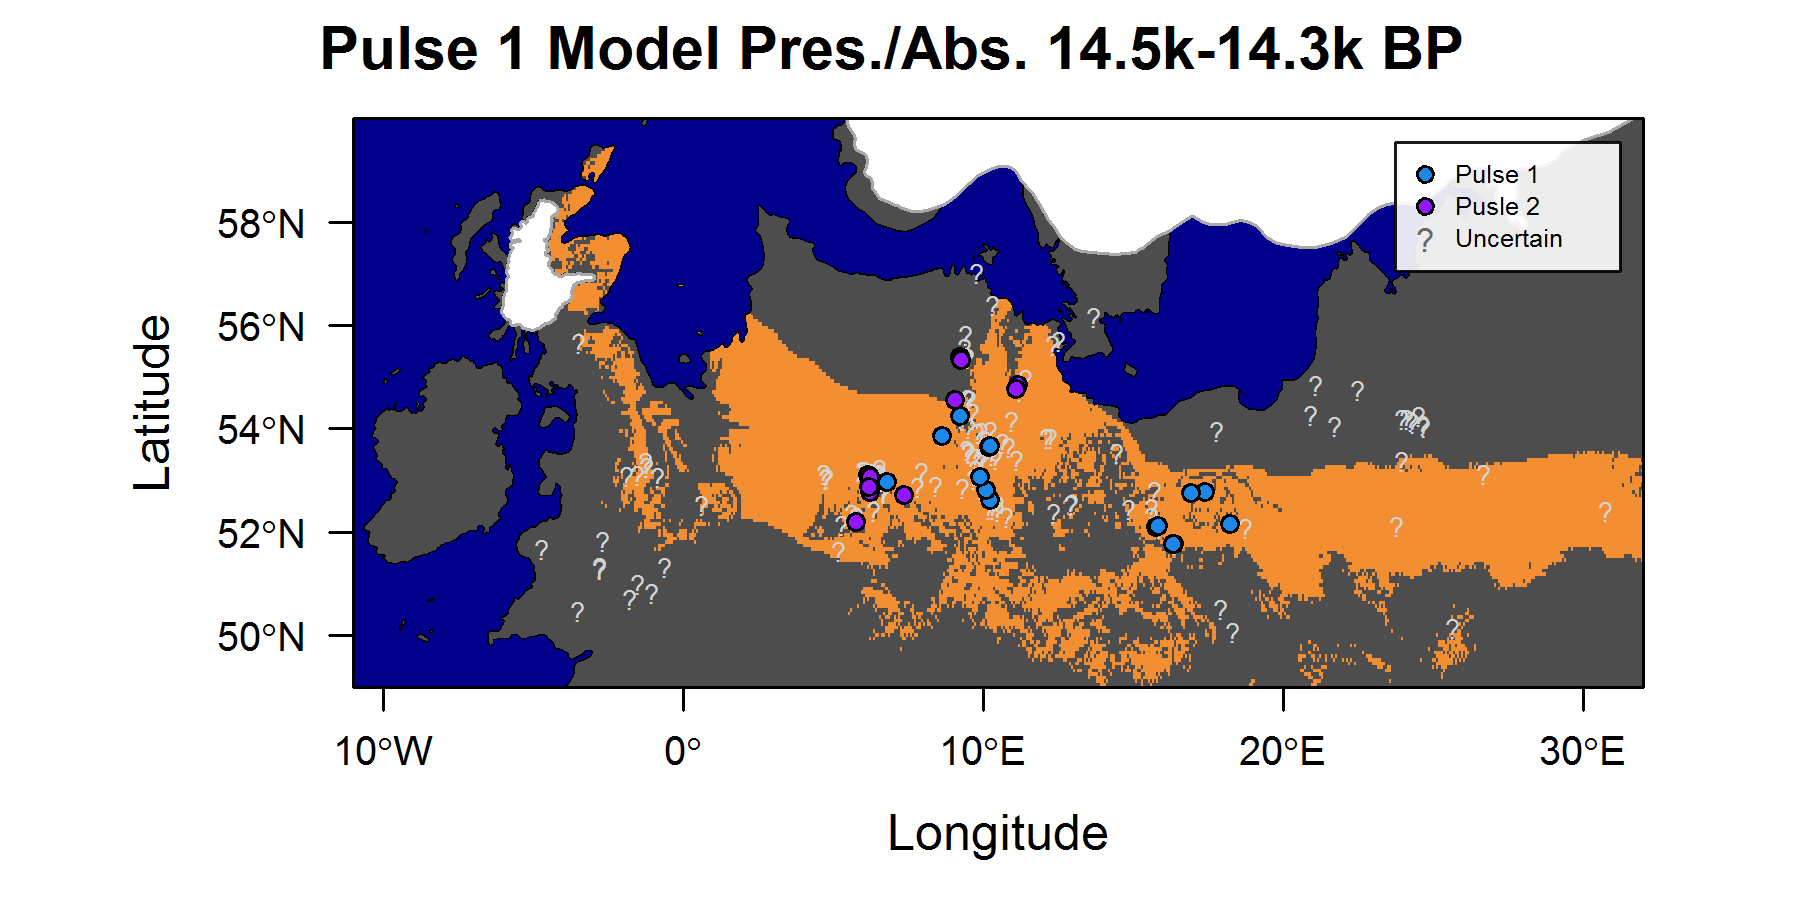 Pulse 1 Model Pres./Abs. 14.5k-14.3k BP
Pulse 1
Pusle 2
? Uncertain
58°N
56°N
54°N
52°N
50°N
Latitude
10°W 0° 10°E 20°E 30°E
Longitude